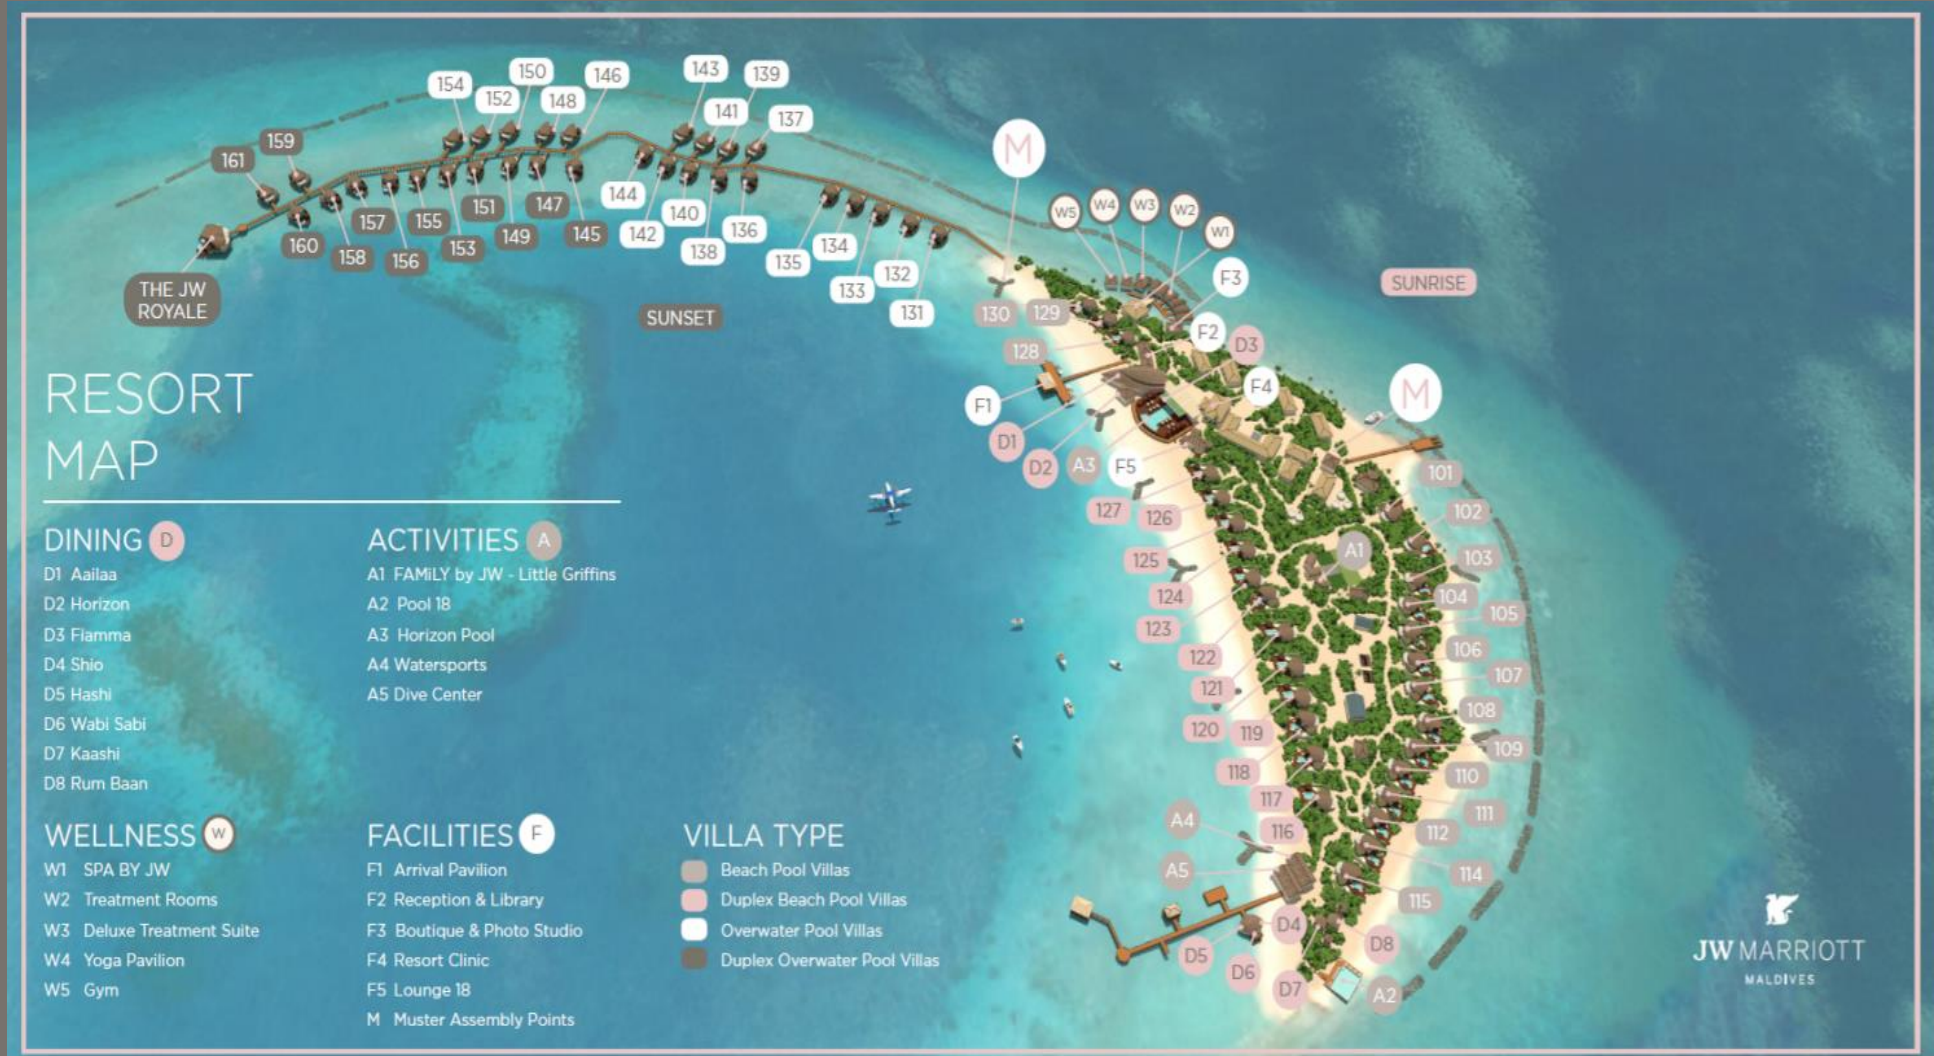 154
150
146
143
139
152
148
141
137
159
161
M
157
155
151
147
144
160
158
156
153
149
145
142
140
138
136
135
134
133
132
131
W5
W4
W3
W2
W1
F3
THE JW
ROYALE
SUNSET
SUNRISE
130
129
128
F2
D3
F4
M
F1
D1
D2
A3
F5
127
126
125
124
123
122
121
120
119
118
117
116
101
102
103
A1
104
105
106
107
108
109
110
111
112
114
115
A4
A5
D4
D5
D6
D7
D8
A2
RESORT
MAP
DINING D
D1 Aailaa
D2 Horizon
D3 Fiamma
D4 Shio
D5 Hashi
D6 Wabi Sabi
D7 Kaashi
D8 Rum Baan
ACTIVITIES A
A1 FAMiLY by JW - Little Griffins
A2 Pool 18
A3 Horizon Pool
A4 Watersports
A5 Dive Center
WELLNESS W
W1 SPA BY JW
W2 Treatment Rooms
W3 Deluxe Treatment Suite
W4 Yoga Pavilion
W5 Gym
FACILITIES F
F1 Arrival Pavilion
F2 Reception & Library
F3 Boutique & Photo Studio
F4 Resort Clinic
F5 Lounge 18
M Muster Assembly Points
VILLA TYPE
Beach Pool Villas
Duplex Beach Pool Villas
Overwater Pool Villas
Duplex Overwater Pool Villas
JW MARRIOTT
MALDIVES